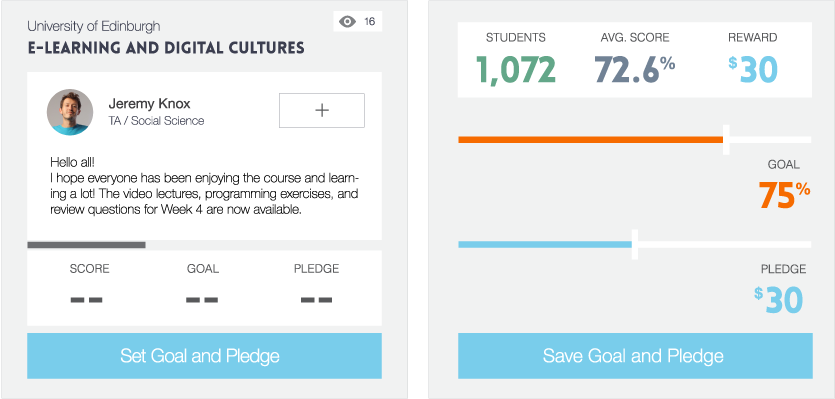 University of Edinburgh
16
E-LEARNING AND DIGITAL CULTURES
Jeremy Knox
TA / Social Science
+
Hello all!
I hope everyone has been enjoying the course and learn-
ing a lot! The video lectures, programming exercises, and
review questions for Week 4 are now available.
SCORE GOAL PLEDGE
-- -- --
Set Goal and Pledge
STUDENTS AVG. SCORE REWARD
1,072 72.6% $30
GOAL
75%
PLEDGE
$30
Save Goal and Pledge